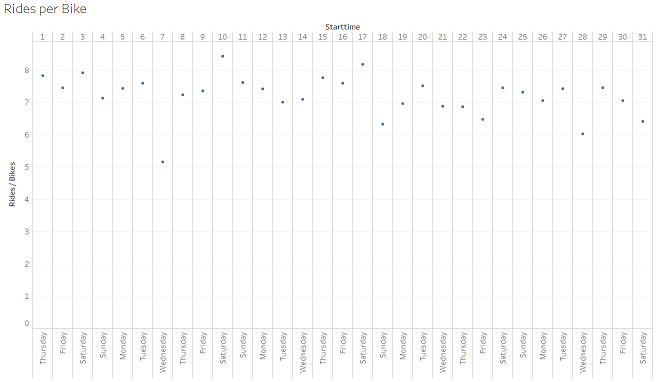 Rides per Bike
Starttime
1 2 3 4 5 6 7 8 9 10 11 12 13 14 15 16 17 18 19 20 21 22 23 24 25 26 27 28 29 30 31
8
7
6
5
4
3
2
1
0
Rides / Bikes
Thursday Friday Saturday Sunday Monday Tuesday Wednesday Thursday Friday Saturday Sunday Monday Tuesday Wednesday Thursday Friday Saturday Sunday Monday Tuesday Wednesday Thursday Friday Saturday Sunday Monday Tuesday Wednesday Thursday Friday Saturday